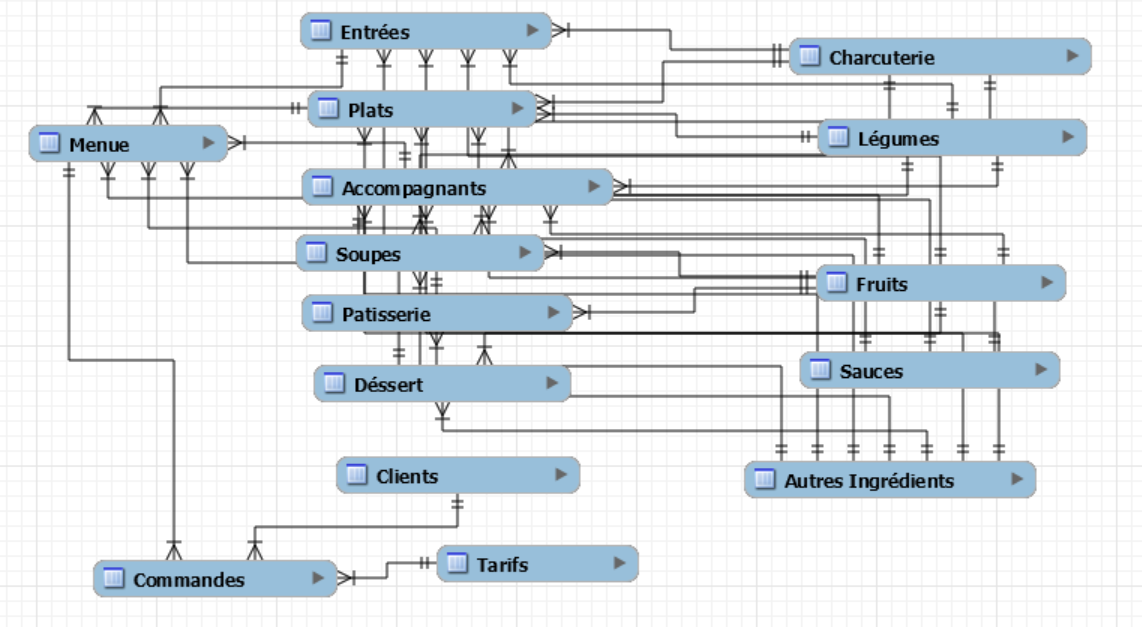 Entrées
Charcuterie
Plats
Légumes
Menue
Accompagnants
Soupes
Fruits
Patisserie
Sauces
Déssert
Clients
Autres Ingrédients
Tarifs
Commandes